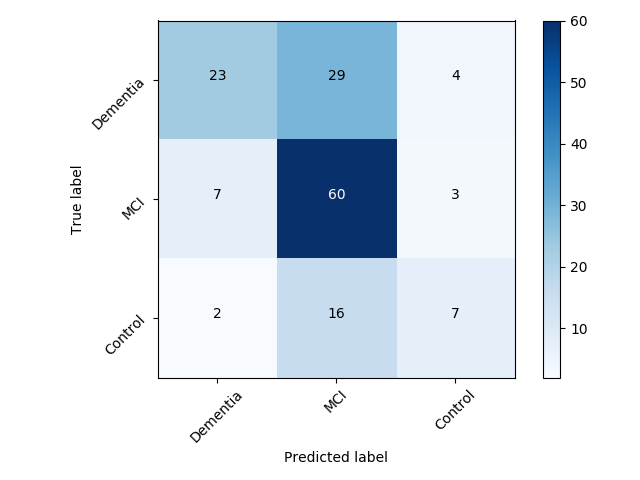 Dementia 23 29 4
MCI 7 60 3
Control 2 16 7
Dementia MCI Control
True label
Predicted label
60
50
40
30
20
10